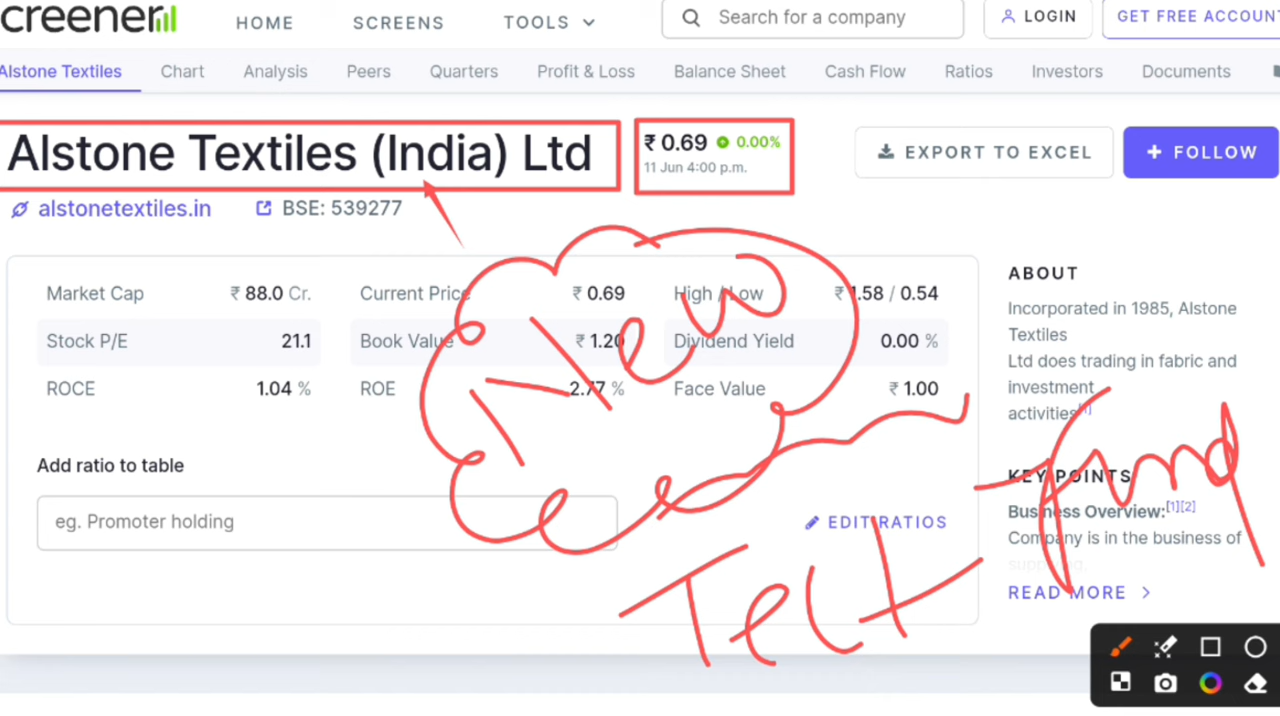 creener
HOME SCREENS TOOLS
Search for a company
LOGIN
GET FREE ACCOUN
Alstone Textiles Chart Analysis Peers Quarters Profit & Loss Balance Sheet Cash Flow Ratios Investors Documents
Alstone Textiles (India) Ltd
₹ 0.69 0.00%
11 Jun 4:00 p.m.
EXPORT TO EXCEL
+ FOLLOW
alstonetextiles.in BSE: 539277
Market Cap ₹ 88.0 Cr. Current Price ₹ 0.69 High / Low ₹ 1.58 / 0.54
Stock P/E 21.1 Book Value ₹ 1.20 Dividend Yield 0.00 %
ROCE 1.04 % ROE 2.77 % Face Value ₹ 1.00
New
Add ratio to table
eg. Promoter holding
EDIT RATIOS
ABOUT
Incorporated in 1985, Alstone
Textiles
Ltd does trading in fabric and
investment
activities
KEY POINTS
Business Overview:[1][2]
Company is in the business of
supplying
READ MORE